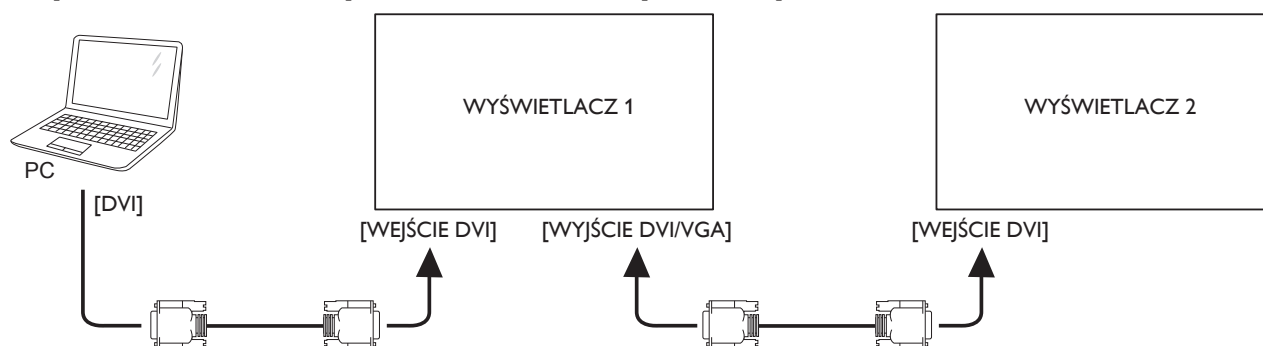 WYŚWIETLACZ 1
WYŚWIETLACZ 2
PC
[DVI]
[WEJŚCIE DVI]
[WYJŚCIE DVI/VGA]
[WEJŚCIE DVI]